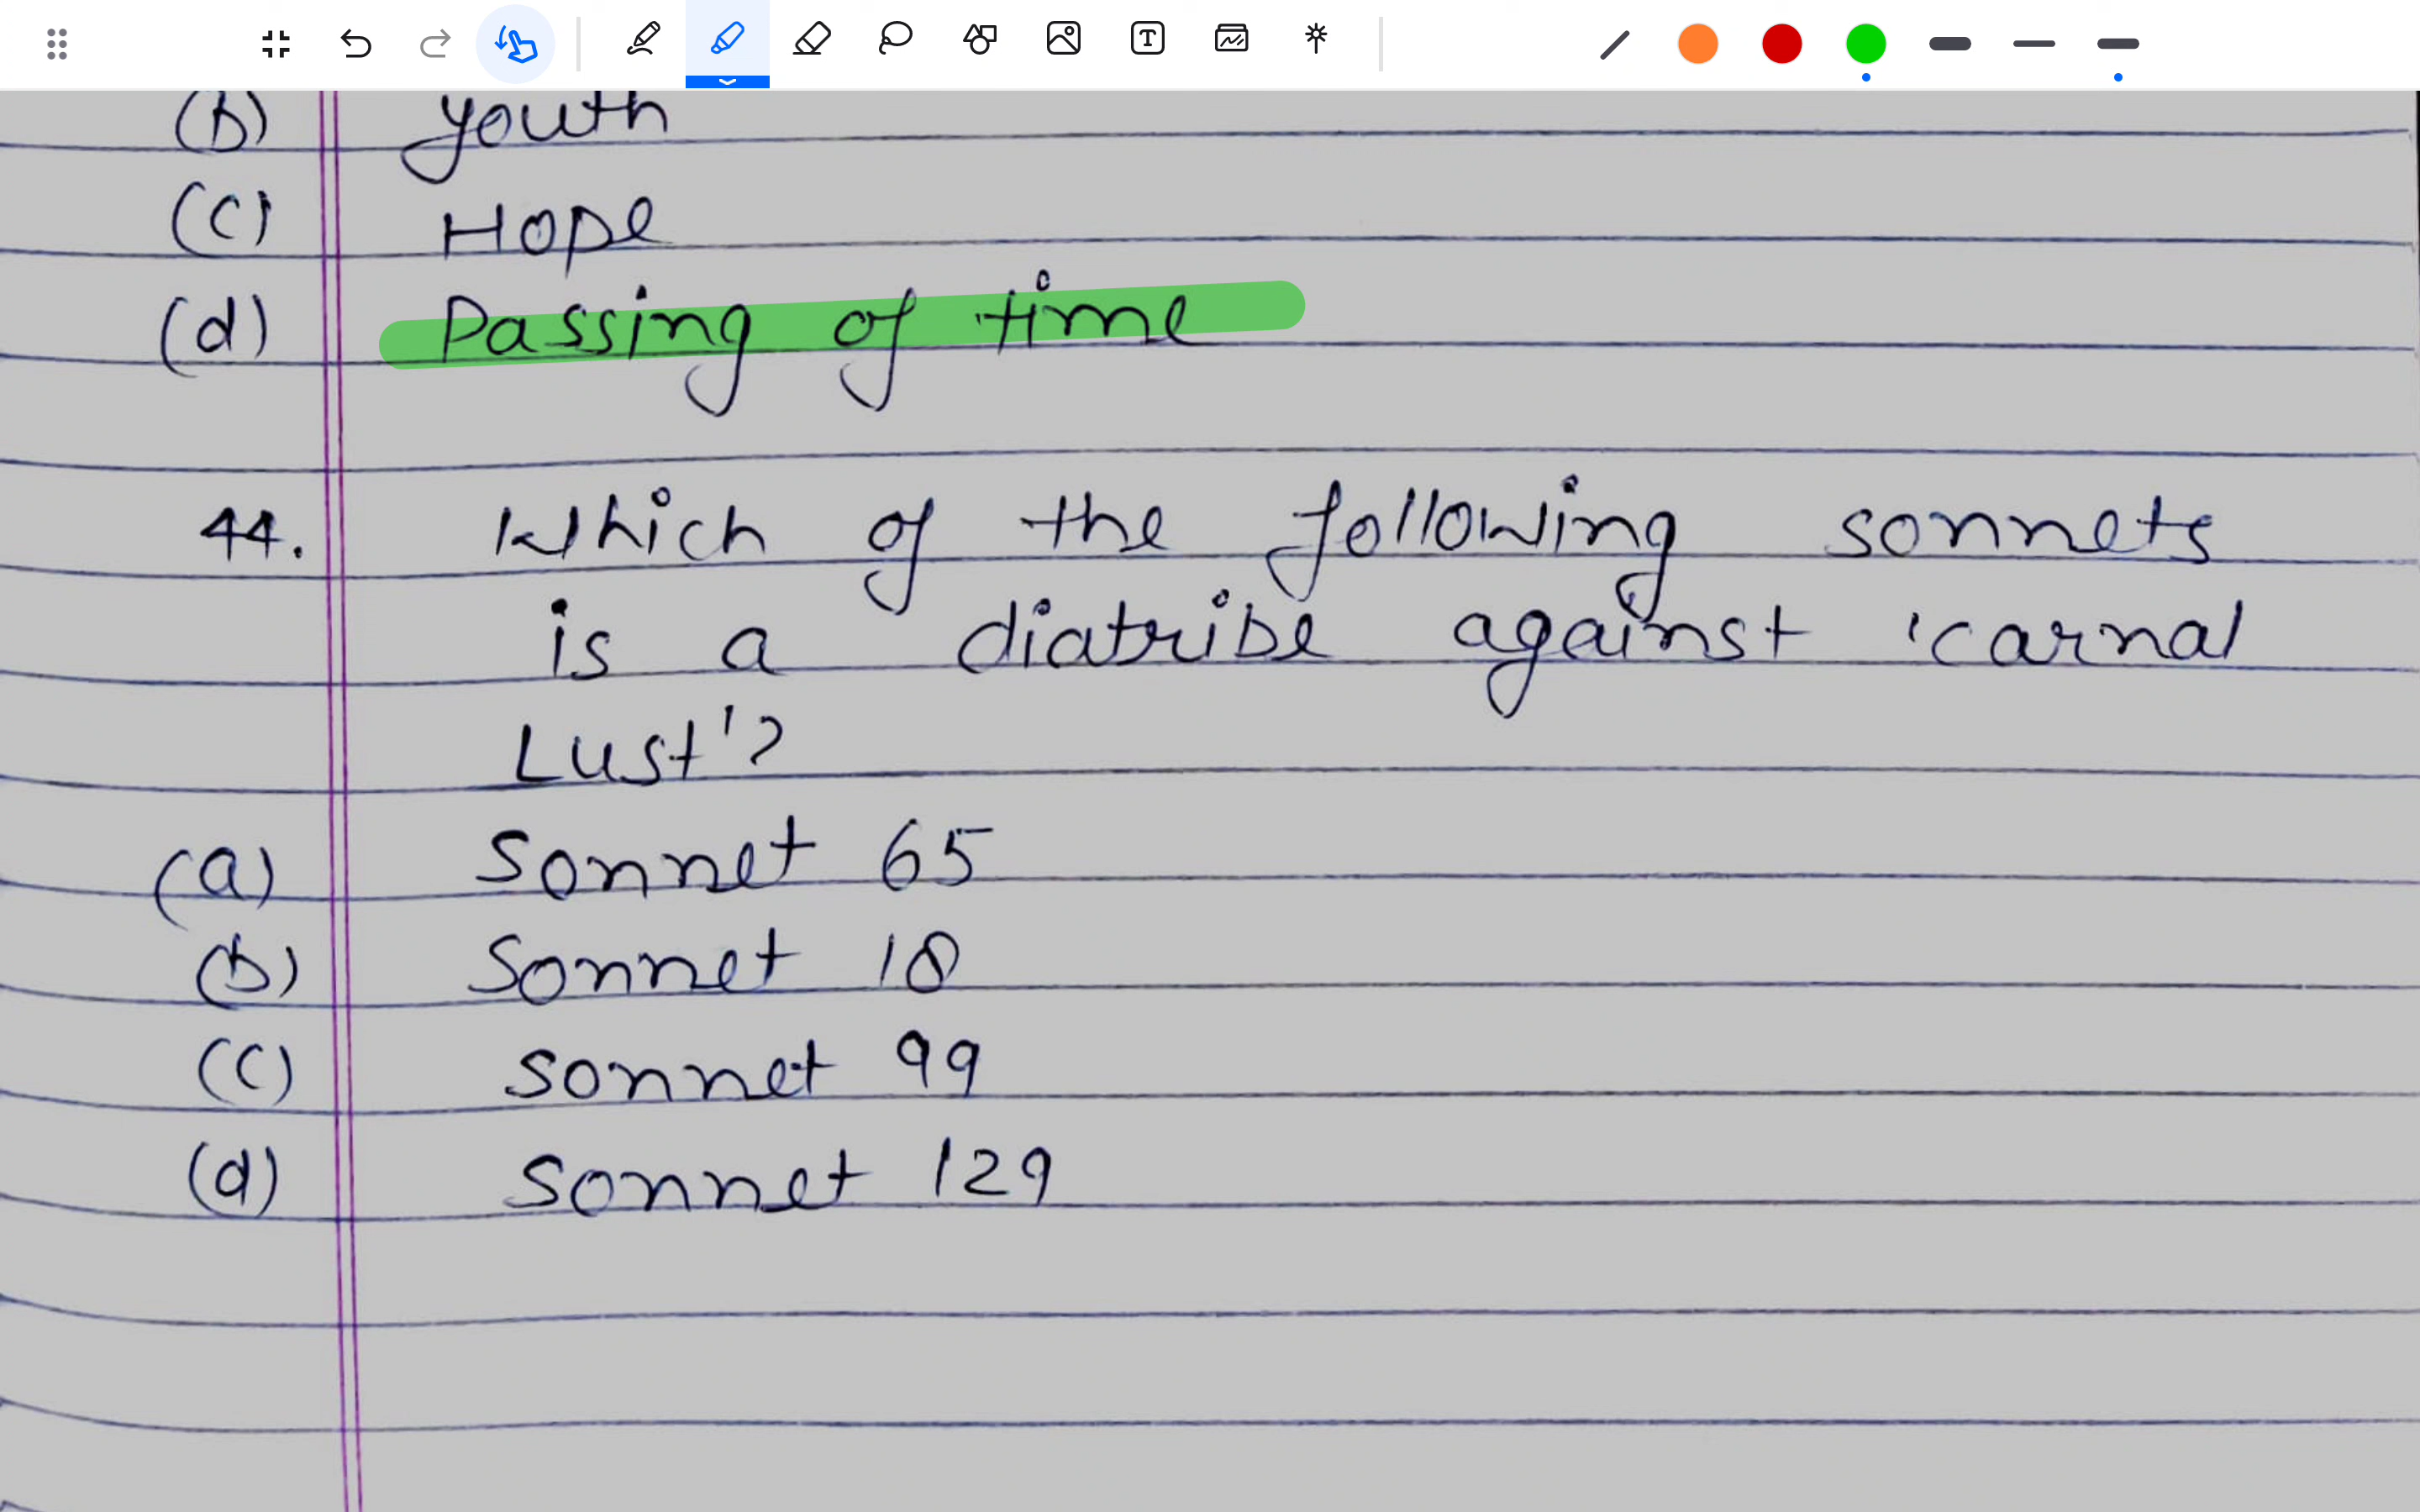 (b) youth
(c) Hope
(d) Passing of time
44. Which of the following sonnets
is a diatribe against 'carnal
Lust'?
(a) Sonnet 65
(b) Sonnet 18
(c) Sonnet 99
(d) Sonnet 129